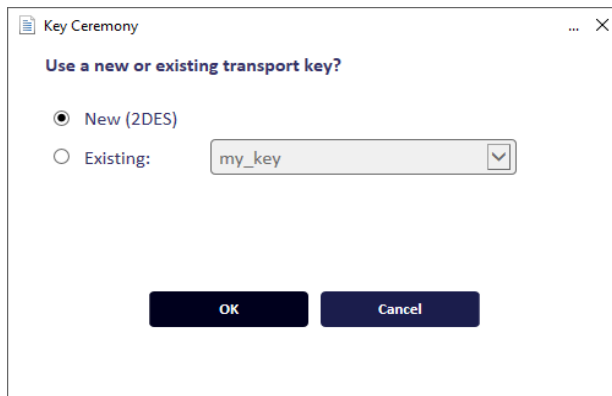 Key Ceremony ...
Use a new or existing transport key?
New (2DES)
Existing: my_key
OK Cancel